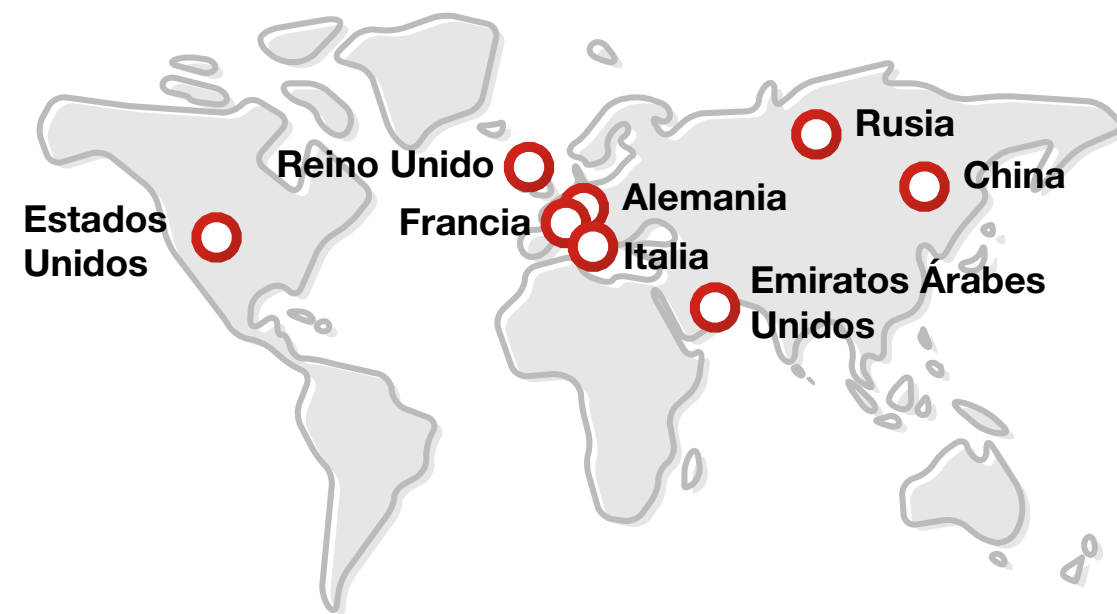 Rusia
Reino Unido
China
Alemania
Estados
Unidos
Francia
Italia
Emiratos Árabes
Unidos